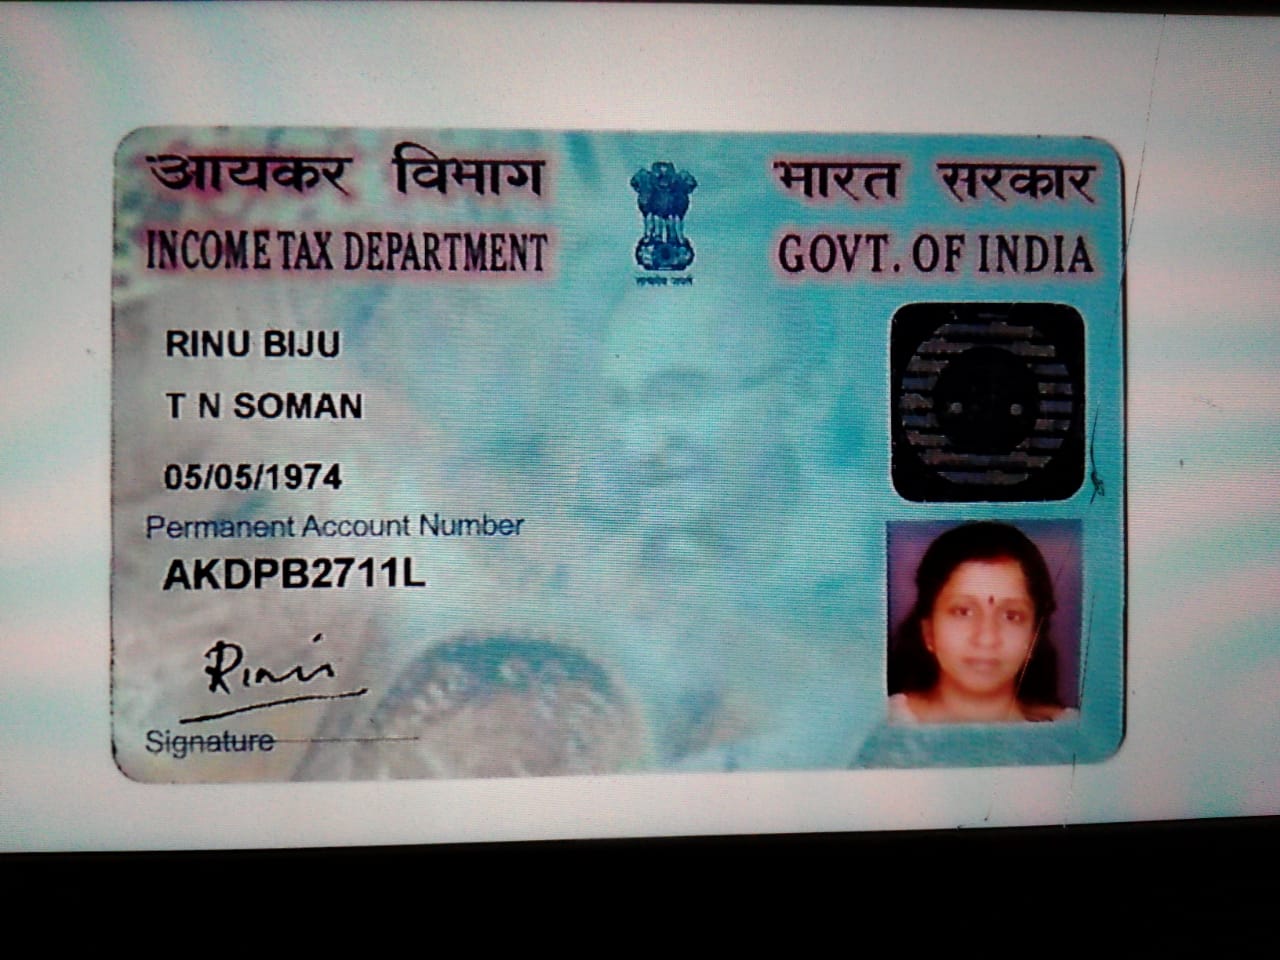 आयकर विभाग
INCOME TAX DEPARTMENT
सत्यमेव जयते
भारत सरकार
GOVT. OF INDIA
RINU BIJU
T N SOMAN
05/05/1974
Permanent Account Number
AKDPB2711L
Signature